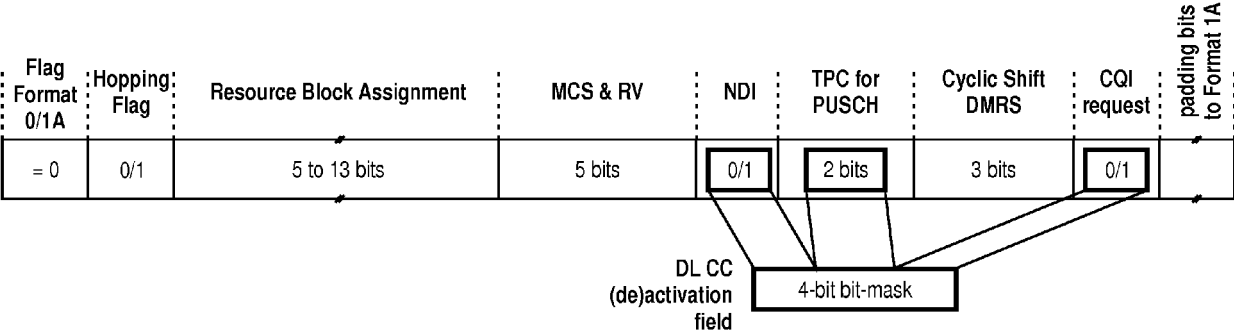 Flag
Format
0/1A
Hopping
Flag
Resource Block Assignment
MCS & RV
NDI
TPC for
PUSCH
Cyclic Shift
DMRS
CQI
request
padding bits
to Format 1A
= 0
0/1
5 to 13 bits
5 bits
0/1
2 bits
3 bits
0/1
DL CC
(de)activation
field
4-bit bit-mask